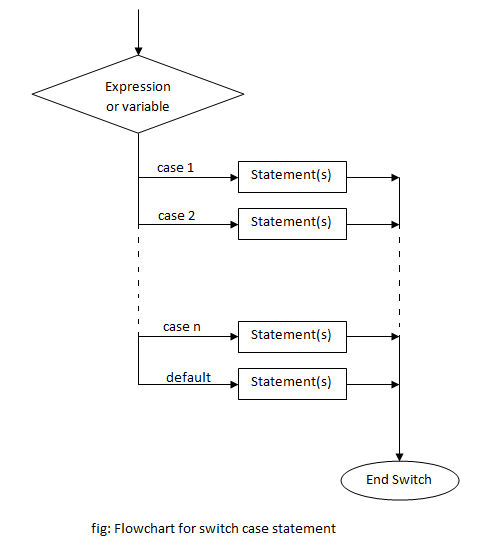 Expression
or variable
case 1
Statement(s)
case 2
Statement(s)
case n
Statement(s)
default
Statement(s)
End Switch
fig: Flowchart for switch case statement